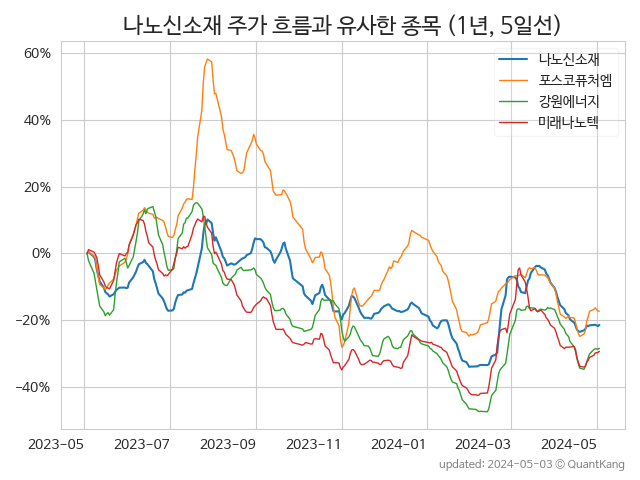 나노신소재 주가 흐름과 유사한 종목 (1년, 5일선)
나노신소재
포스코퓨처엠
강원에너지
미래나노텍
60%
40%
20%
0%
−20%
−40%
2023-05
2023-07
2023-09
2023-11
2024-01
2024-03
2024-05
updated: 2024-05-03 © QuantKang